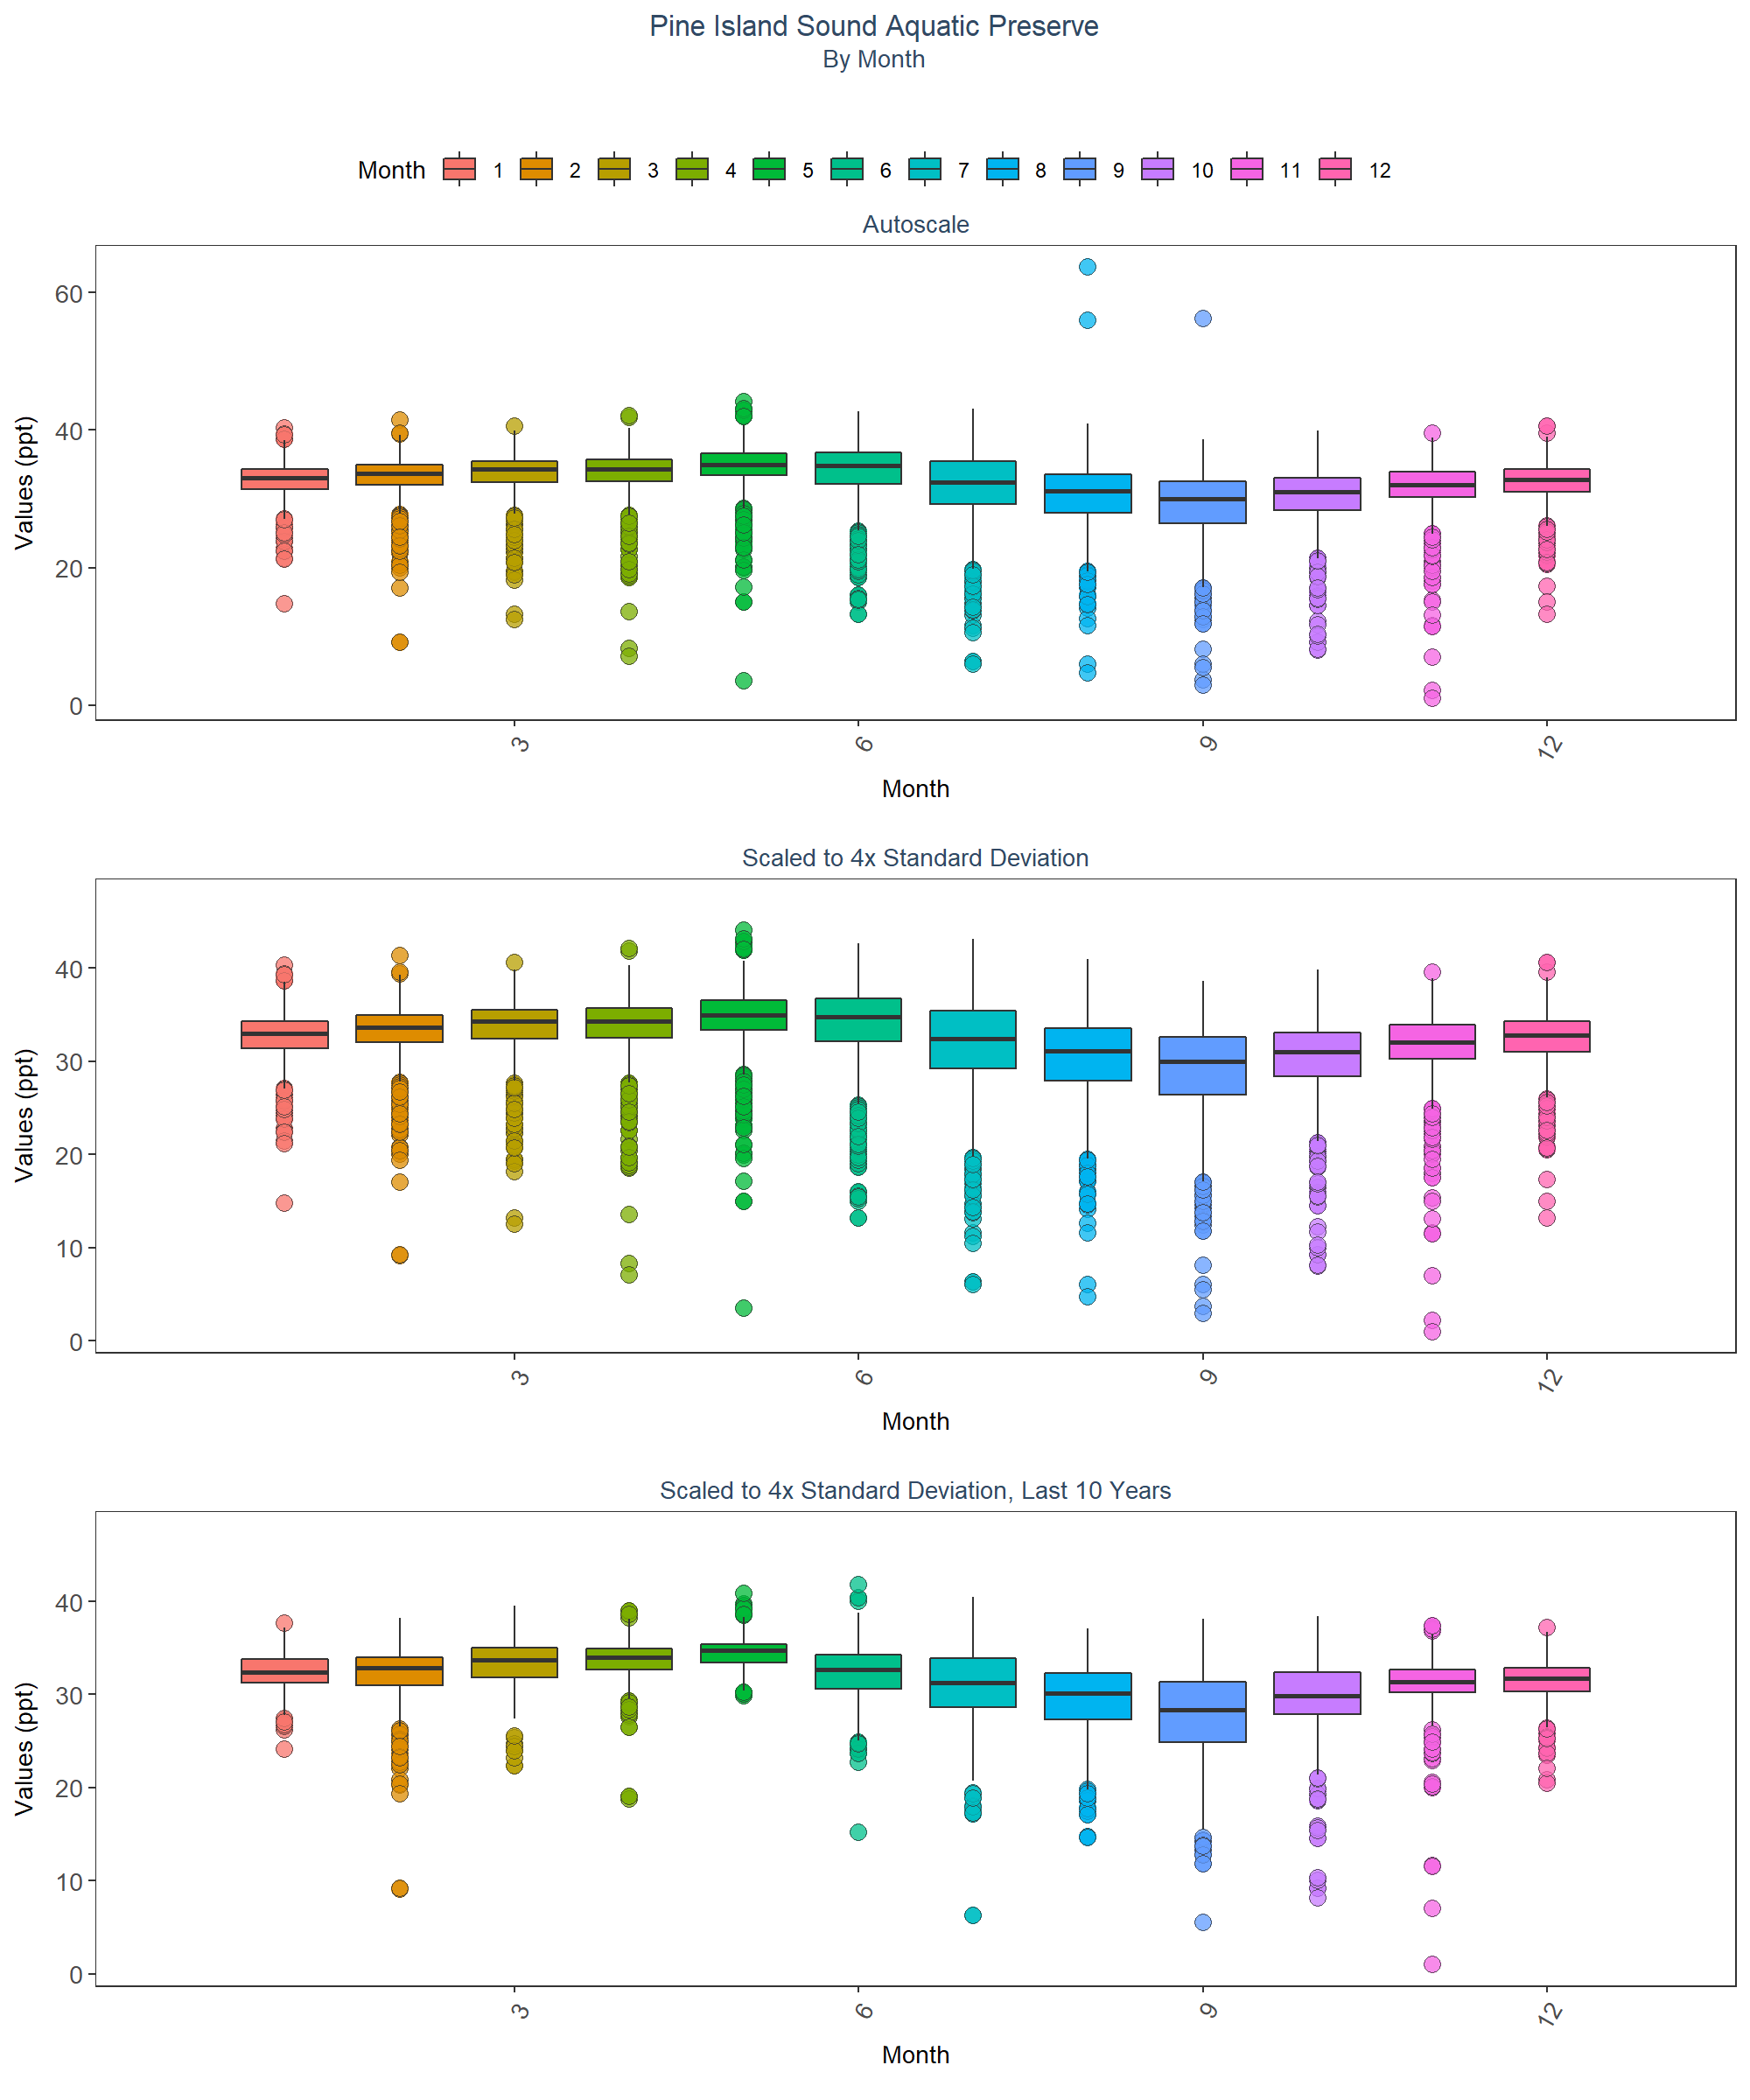 Pine Island Sound Aquatic Preserve
By Month
Month 1 2 3 4 5 6 7 8 9 10 11 12
Autoscale
Values (ppt)
60
40
20
0
3 6 9 12
Month
Scaled to 4x Standard Deviation
Values (ppt)
40
30
20
10
0
3 6 9 12
Month
Scaled to 4x Standard Deviation, Last 10 Years
Values (ppt)
40
30
20
10
0
3 6 9 12
Month